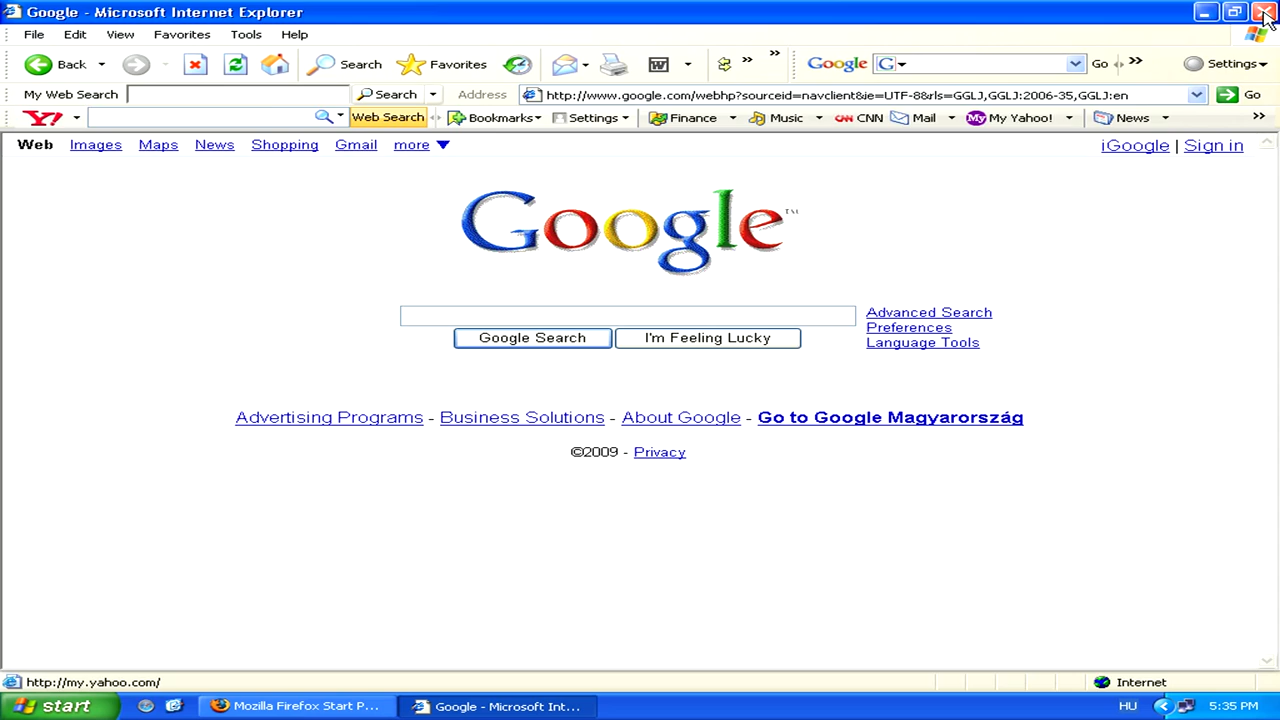 Google - Microsoft Internet Explorer
File Edit View Favorites Tools Help
Back Search Favorites Google G Go Settings
My Web Search Search Address http://www.google.com/webhp?sourceid=navclient&ie=UTF-8&rls=GGLJ,GGLJ:2006-35,GGLJ:en Go
Y! Web Search Bookmarks Settings Finance Music CNN Mail My Yahoo! News
Web Images Maps News Shopping Gmail more iGoogle | Sign in
Google™
Advanced Search
Preferences
Language Tools
Google Search I'm Feeling Lucky
Advertising Programs - Business Solutions - About Google - Go to Google Magyarország
©2009 - Privacy
http://my.yahoo.com/ Internet
start Mozilla Firefox Start P... Google - Microsoft Int... HU 5:35 PM